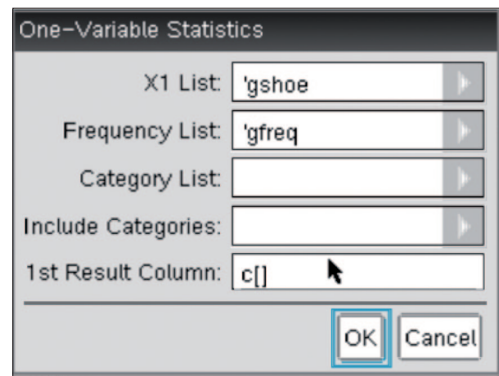 One-Variable Statistics
X1 List: 'gshoe
Frequency List: 'gfreq
Category List:
Include Categories:
1st Result Column: c[]
OK Cancel